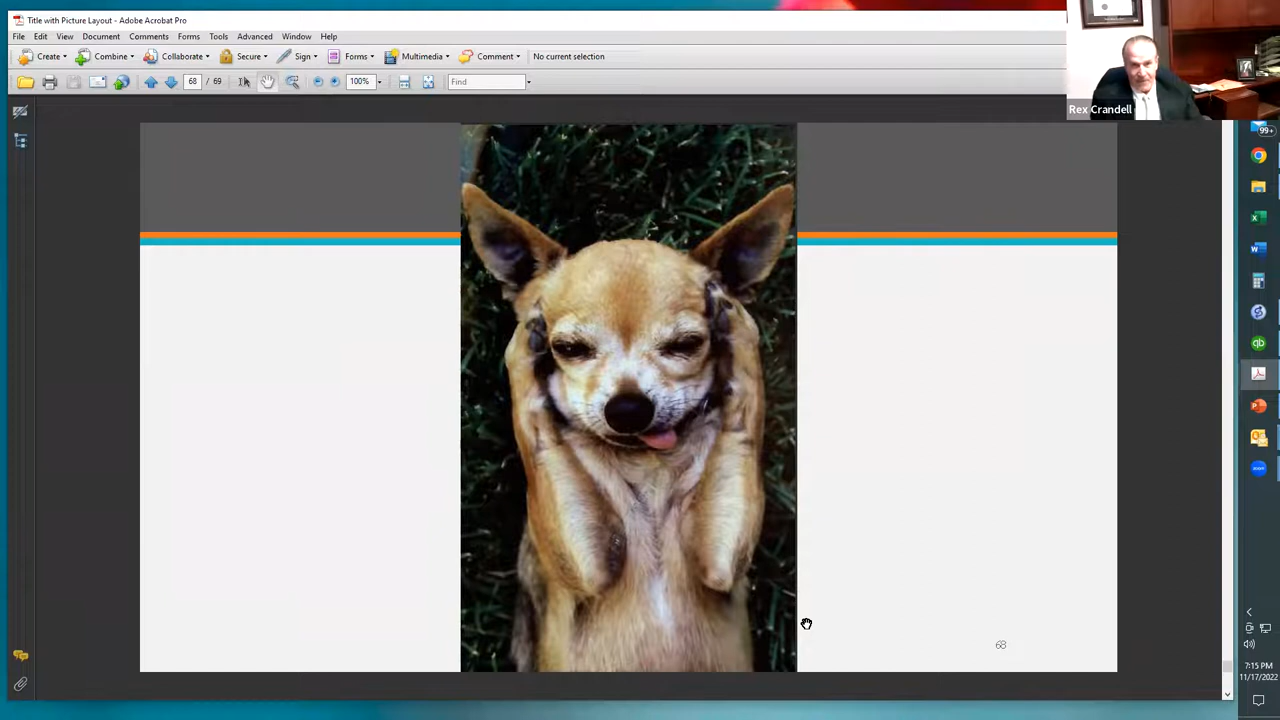 Title with Picture Layout - Adobe Acrobat Pro
File Edit View Document Comments Forms Tools Advanced Window Help
Create Combine Collaborate Secure Sign Forms Multimedia Comment No current selection
68 / 69 100% Find
Rex Crandell
99+
68
7:15 PM
11/17/2022